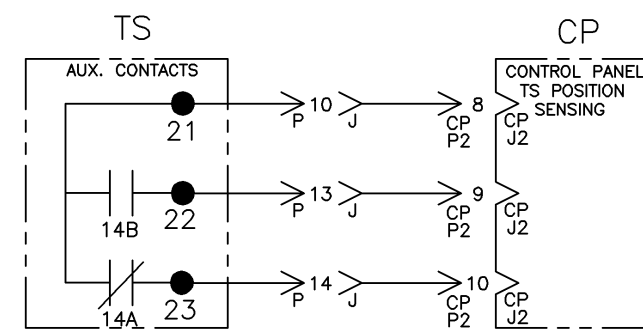 TS
CP
AUX. CONTACTS
CONTROL PANEL
TS POSITION
SENSING
21
P
10
J
8
CP
P2
CP
J2
14B
22
P
13
J
9
CP
P2
CP
J2
14A
23
P
14
J
10
CP
P2
CP
J2